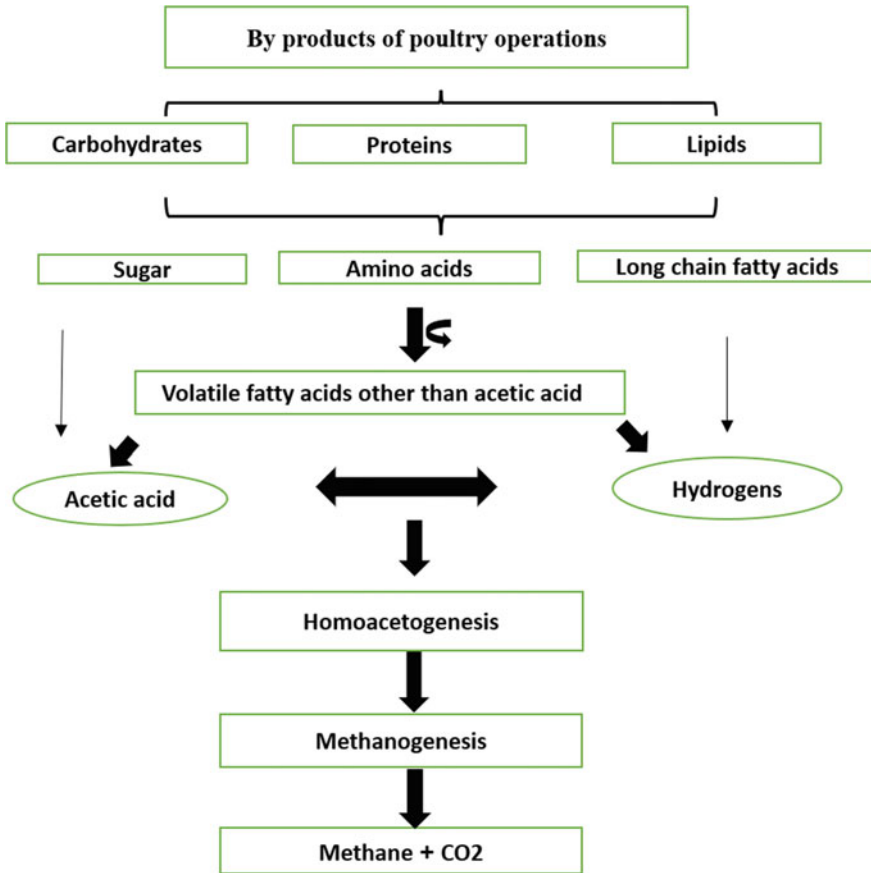 By products of poultry operations
Carbohydrates
Proteins
Lipids
Sugar
Amino acids
Long chain fatty acids
Volatile fatty acids other than acetic acid
Acetic acid
Hydrogens
Homoacetogenesis
Methanogenesis
Methane + CO2